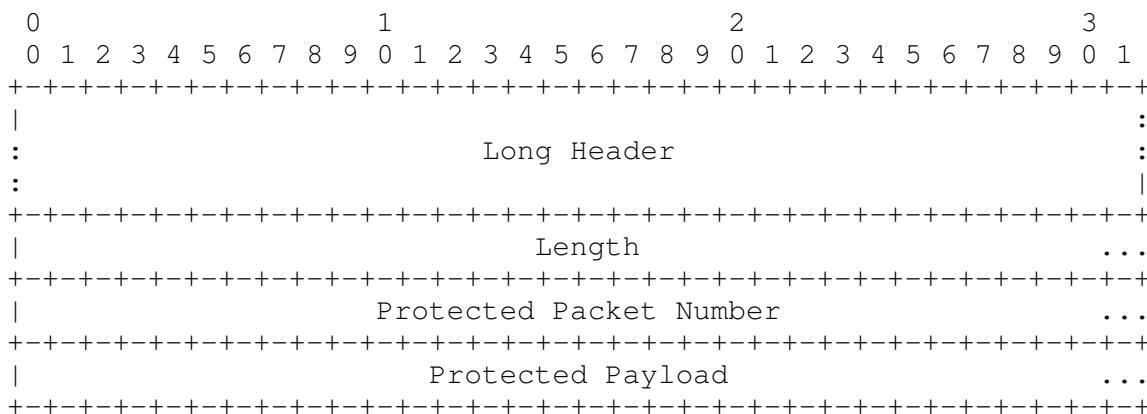 0                   1                   2                   3
 0 1 2 3 4 5 6 7 8 9 0 1 2 3 4 5 6 7 8 9 0 1 2 3 4 5 6 7 8 9 0 1
+-+-+-+-+-+-+-+-+-+-+-+-+-+-+-+-+-+-+-+-+-+-+-+-+-+-+-+-+-+-+-+-+
|                                                               :
:                          Long Header                          :
:                                                               |
+-+-+-+-+-+-+-+-+-+-+-+-+-+-+-+-+-+-+-+-+-+-+-+-+-+-+-+-+-+-+-+-+
|                             Length                          ...
+-+-+-+-+-+-+-+-+-+-+-+-+-+-+-+-+-+-+-+-+-+-+-+-+-+-+-+-+-+-+-+-+
|                    Protected Packet Number                  ...
+-+-+-+-+-+-+-+-+-+-+-+-+-+-+-+-+-+-+-+-+-+-+-+-+-+-+-+-+-+-+-+-+
|                       Protected Payload                     ...
+-+-+-+-+-+-+-+-+-+-+-+-+-+-+-+-+-+-+-+-+-+-+-+-+-+-+-+-+-+-+-+-+